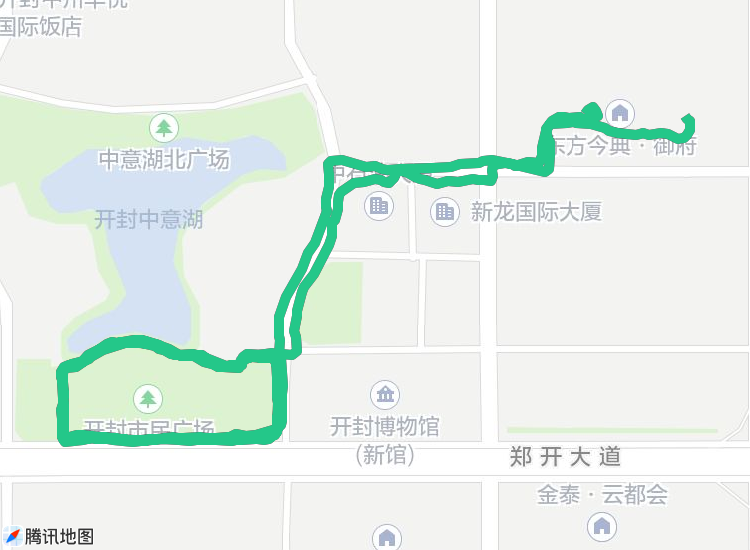 国际饭店
中意湖北广场
东方今典·御府
开封中意湖
新龙国际大厦
开封市民广场
开封博物馆
(新馆)
郑开大道
金泰·云都会
腾讯地图